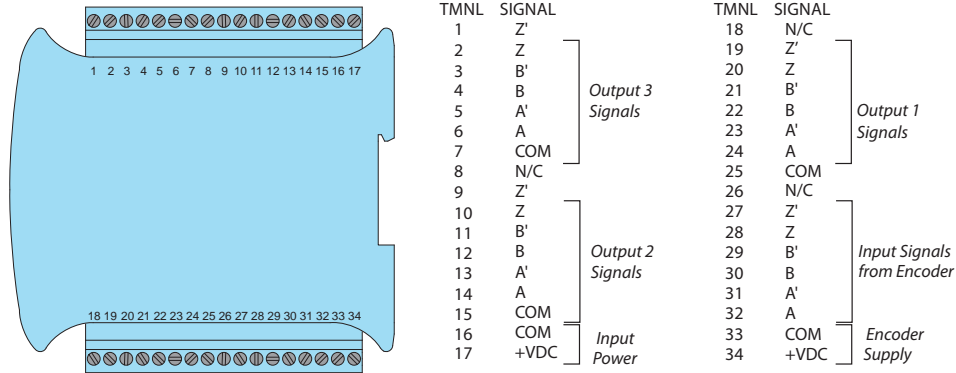 1 2 3 4 5 6 7 8 9 10 11 12 13 14 15 16 17
18 19 20 21 22 23 24 25 26 27 28 29 30 31 32 33 34
TMNL SIGNAL
1 Z'
2 Z
3 B'
4 B
5 A'
6 A
7 COM
8 N/C
9 Z'
10 Z
11 B'
12 B
13 A'
14 A
15 COM
16 COM
17 +VDC
Output 3
Signals
Output 2
Signals
Input
Power
TMNL SIGNAL
18 N/C
19 Z'
20 Z
21 B'
22 B
23 A'
24 A
25 COM
26 N/C
27 Z'
28 Z
29 B'
30 B
31 A'
32 A
33 COM
34 +VDC
Output 1
Signals
Input Signals
from Encoder
Encoder
Supply